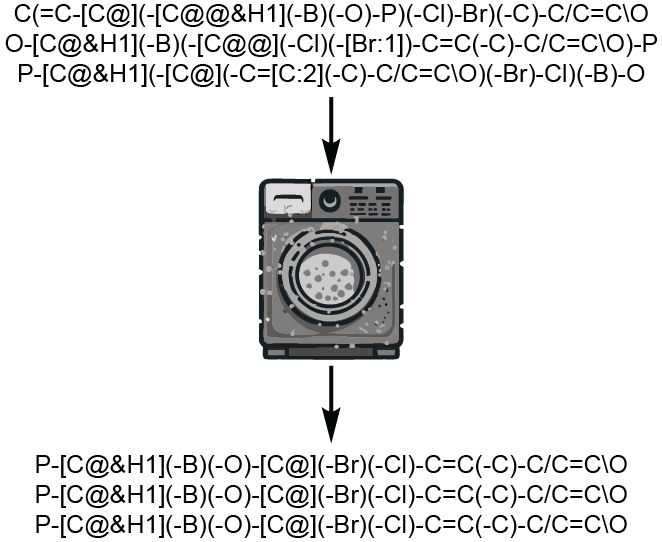 C(=C-[C@](-[C@@&H1](-B)(-O)-P)(-Cl)-Br)(-C)-C/C=C\O
O-[C@&H1](-B)(-[C@@](-Cl)(-[Br:1])-C=C(-C)-C/C=C\O)-P
P-[C@&H1](-[C@](-C=[C:2](-C)-C/C=C\O)(-Br)-Cl)(-B)-O
P-[C@&H1](-B)(-O)-[C@](-Br)(-Cl)-C=C(-C)-C/C=C\O
P-[C@&H1](-B)(-O)-[C@](-Br)(-Cl)-C=C(-C)-C/C=C\O
P-[C@&H1](-B)(-O)-[C@](-Br)(-Cl)-C=C(-C)-C/C=C\O